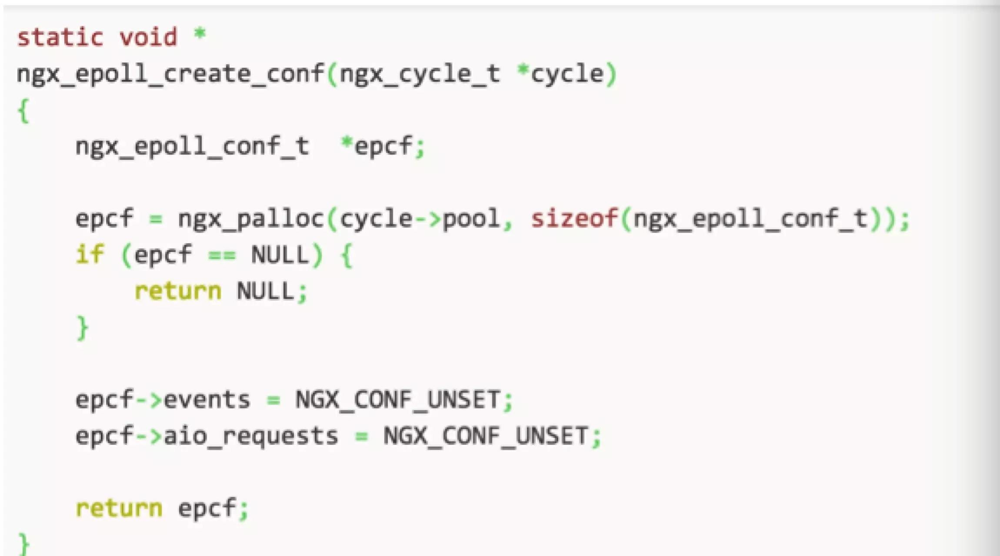 static void *
ngx_epoll_create_conf(ngx_cycle_t *cycle)
{
    ngx_epoll_conf_t  *epcf;

    epcf = ngx_palloc(cycle->pool, sizeof(ngx_epoll_conf_t));
    if (epcf == NULL) {
        return NULL;
    }

    epcf->events = NGX_CONF_UNSET;
    epcf->aio_requests = NGX_CONF_UNSET;

    return epcf;
}